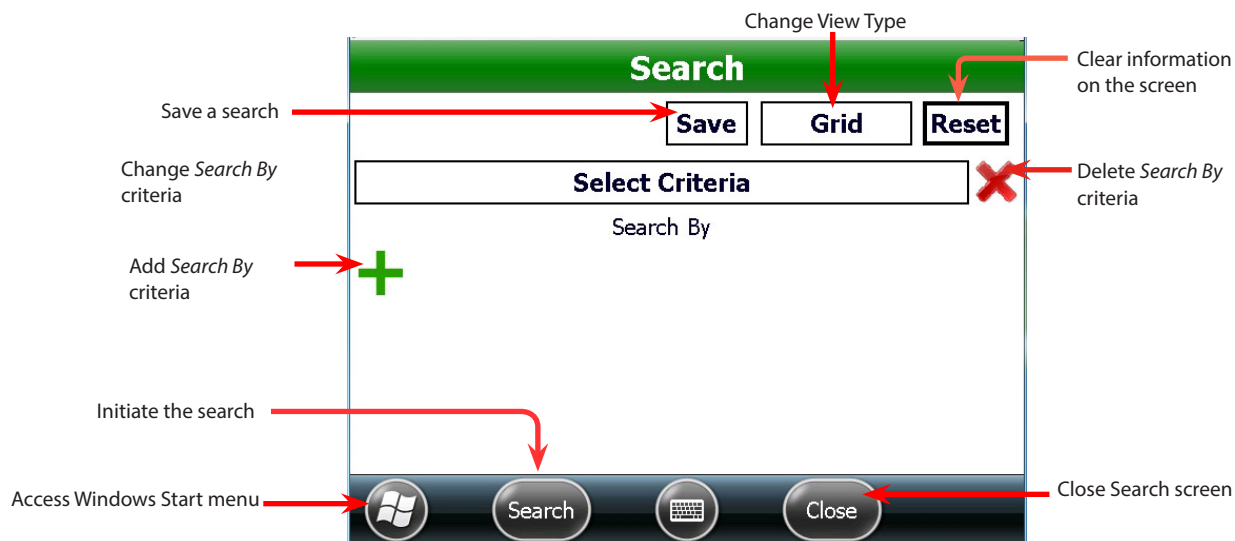 Change View Type
Search
Clear information
on the screen
Save a search
Save
Grid
Reset
Change Search By
criteria
Select Criteria
Delete Search By
criteria
Search By
Add Search By
criteria
Initiate the search
Access Windows Start menu
Search
Close
Close Search screen